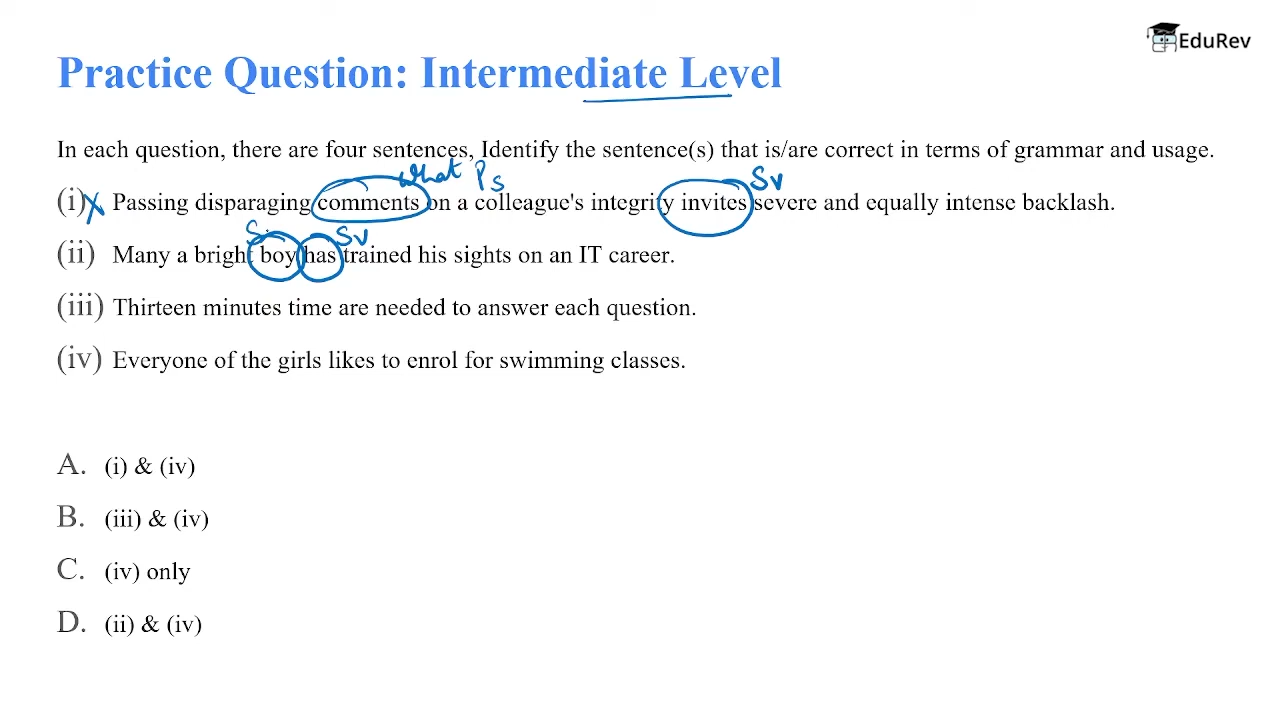 EduRev
Practice Question: Intermediate Level
In each question, there are four sentences, Identify the sentence(s) that is/are correct in terms of grammar and usage.
what Ps Sv
(i) X Passing disparaging comments on a colleague's integrity invites severe and equally intense backlash.
S Sv
(ii) Many a bright boy has trained his sights on an IT career.
(iii) Thirteen minutes time are needed to answer each question.
(iv) Everyone of the girls likes to enrol for swimming classes.
A. (i) & (iv)
B. (iii) & (iv)
C. (iv) only
D. (ii) & (iv)